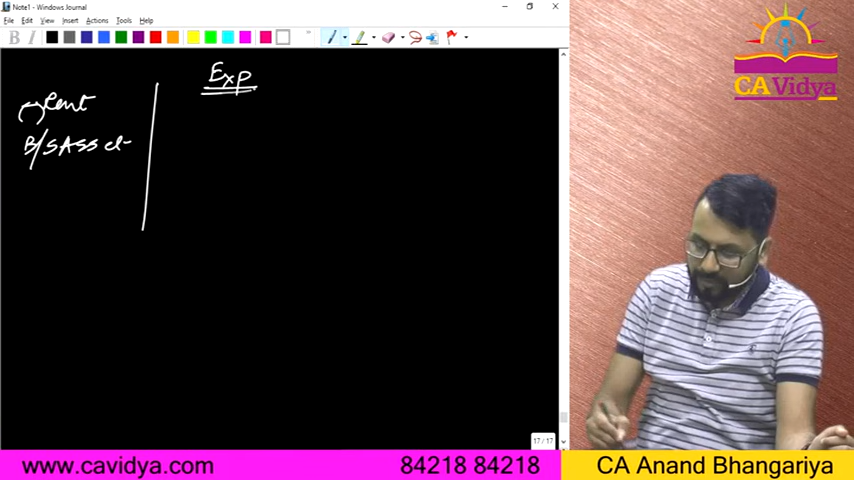 Note1 - Windows Journal
File Edit View Insert Actions Tools Help
B I
Exp
Rent
B/S Asset
17 / 17
CA Vidya
www.cavidya.com
84218 84218
CA Anand Bhangariya